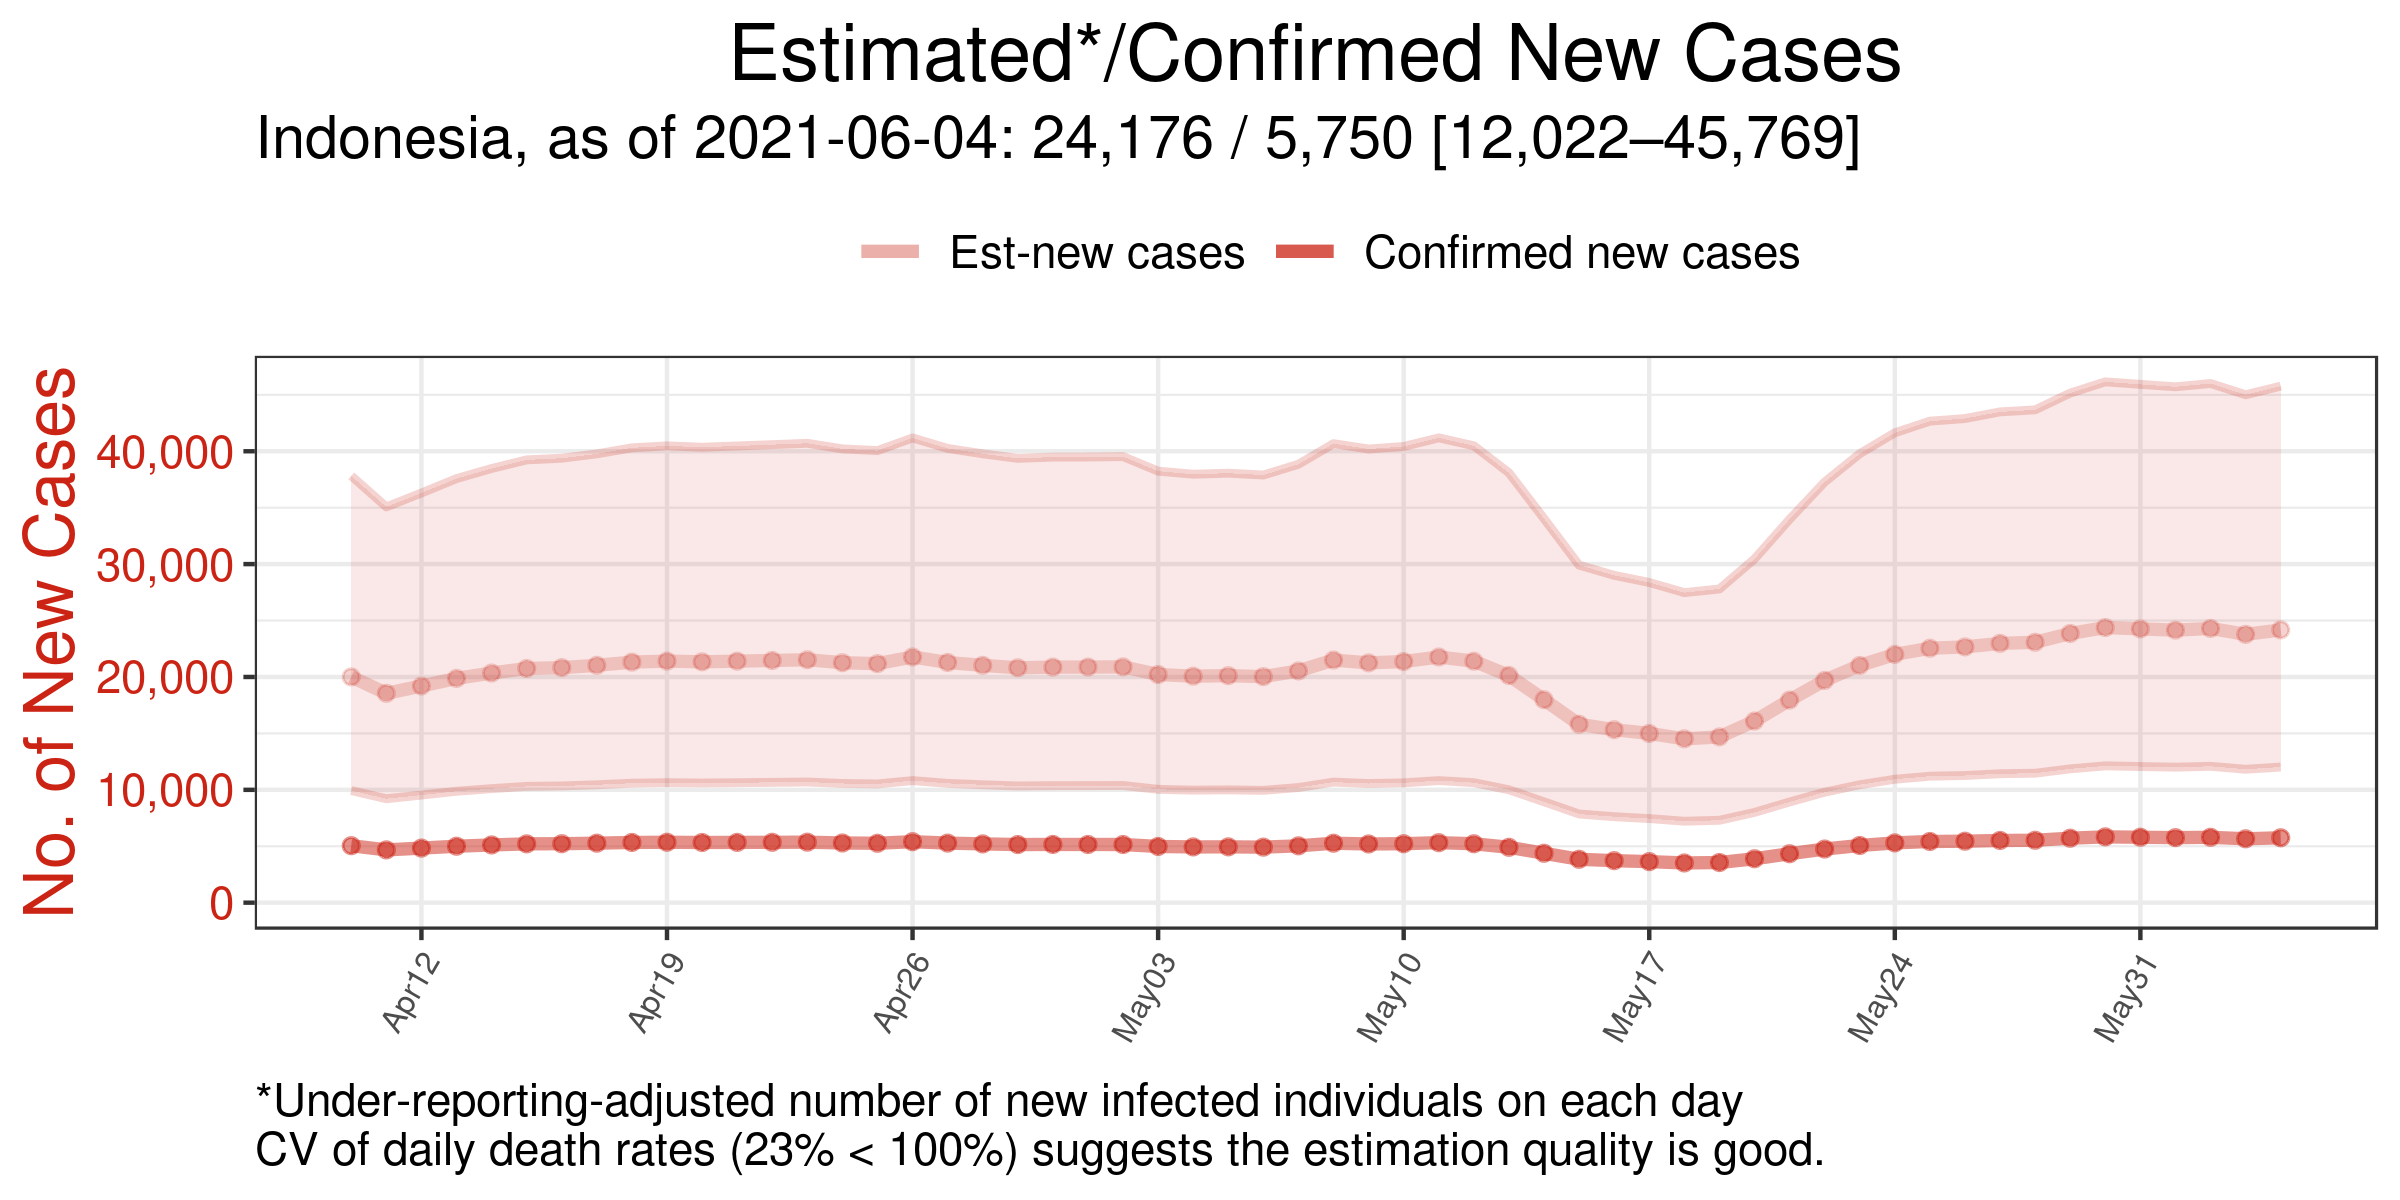 Estimated*/Confirmed New Cases
Indonesia, as of 2021-06-04: 24,176 / 5,750 [12,022–45,769]
Est-new cases
Confirmed new cases
No. of New Cases
40,000
30,000
20,000
10,000
0
Apr12
Apr19
Apr26
May03
May10
May17
May24
May31
*Under-reporting-adjusted number of new infected individuals on each day
CV of daily death rates (23% < 100%) suggests the estimation quality is good.